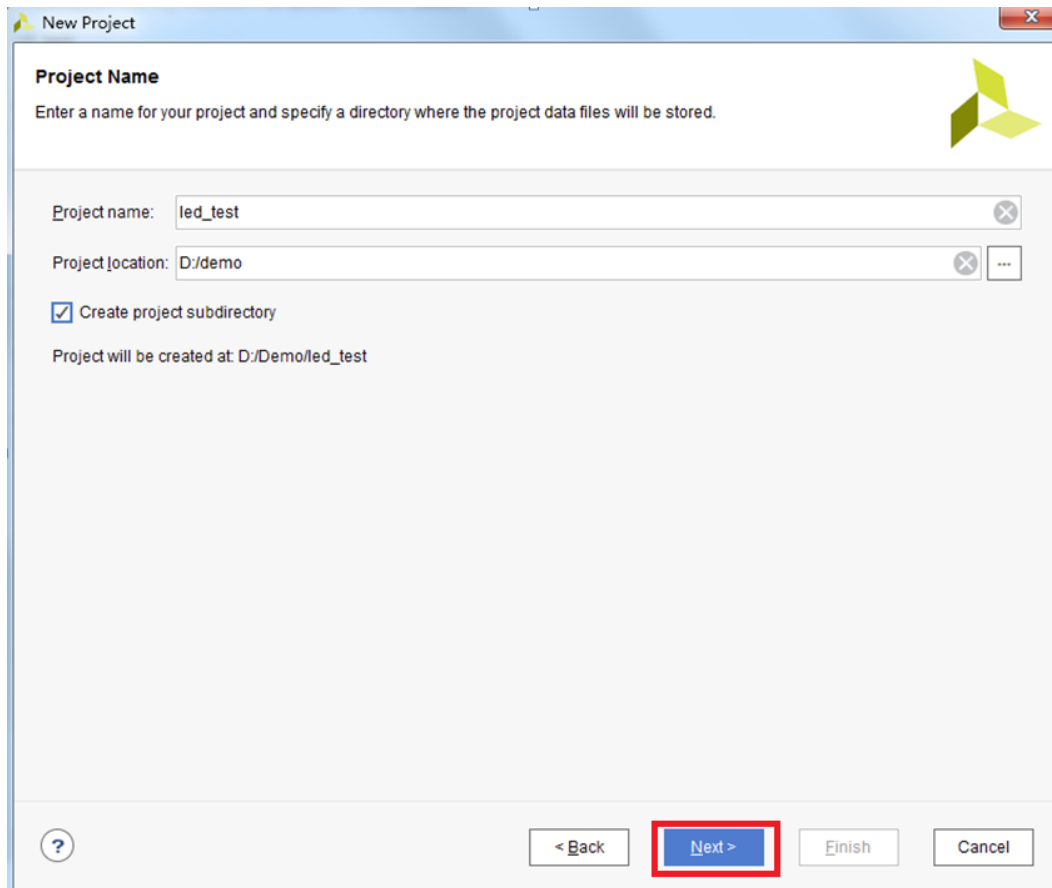 New Project
Project Name
Enter a name for your project and specify a directory where the project data files will be stored.
Project name: led_test
Project location: D:/demo ...
Create project subdirectory
Project will be created at: D:/Demo/led_test
? < Back Next > Finish Cancel